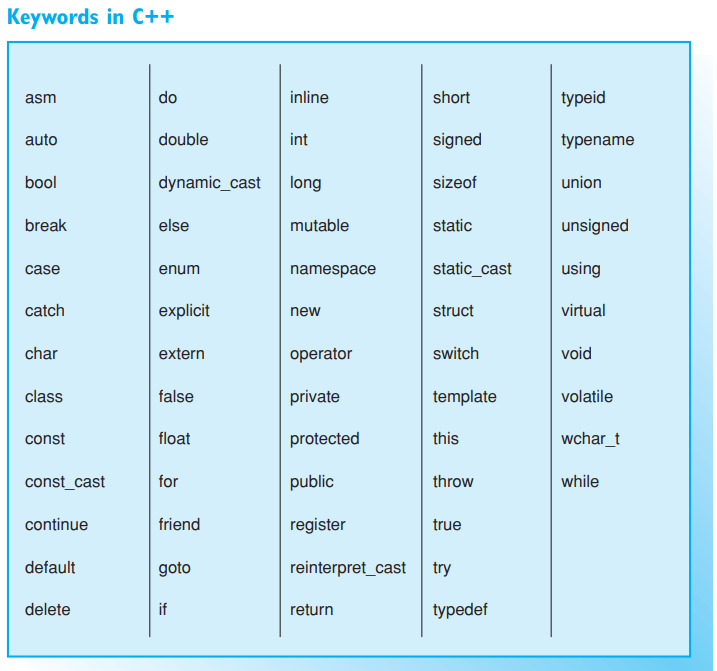 Keywords in C++
asm do inline short typeid
auto double int signed typename
bool dynamic_cast long sizeof union
break else mutable static unsigned
case enum namespace static_cast using
catch explicit new struct virtual
char extern operator switch void
class false private template volatile
const float protected this wchar_t
const_cast for public throw while
continue friend register true
default goto reinterpret_cast try
delete if return typedef